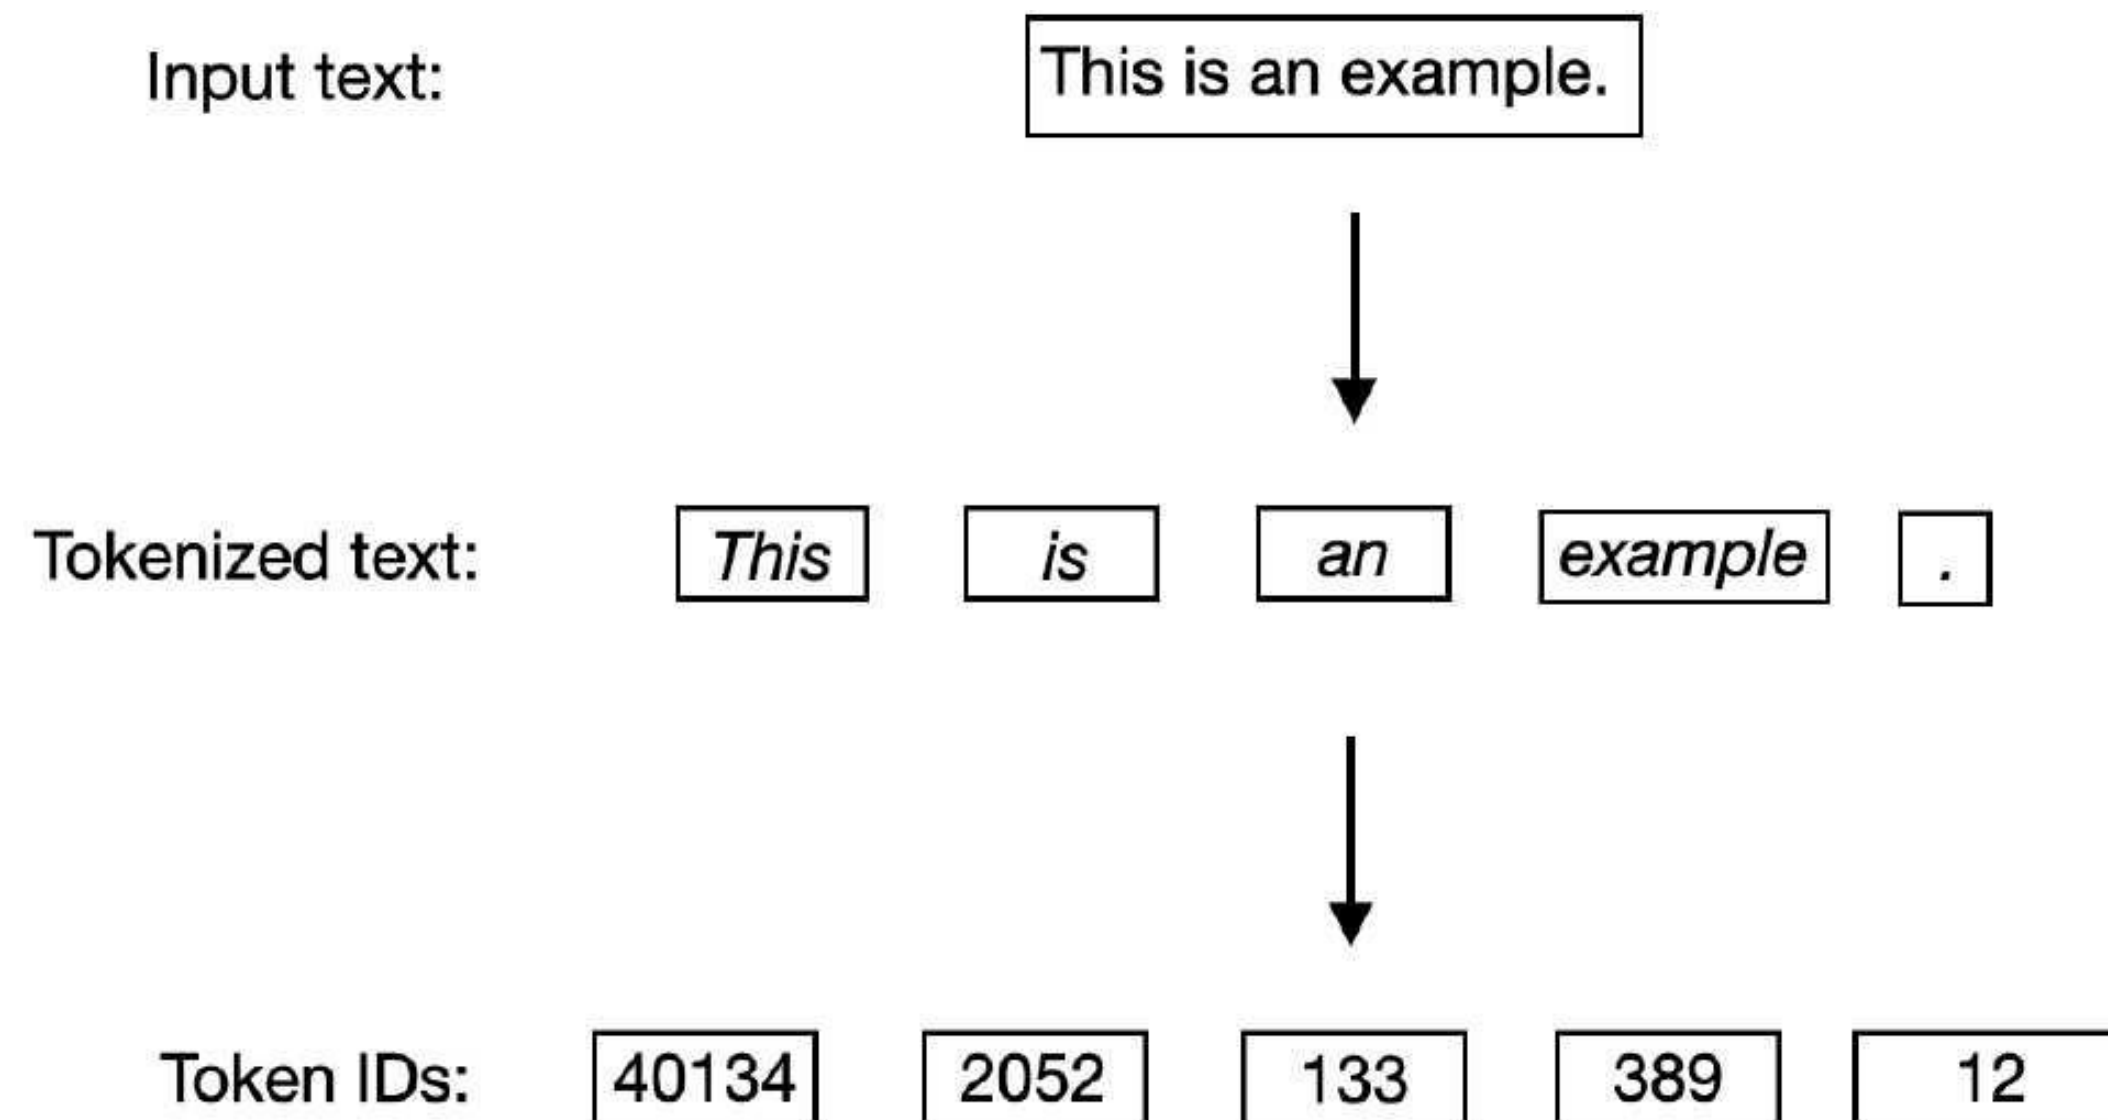 Input text: This is an example.
Tokenized text: This is an example .
Token IDs: 40134 2052 133 389 12